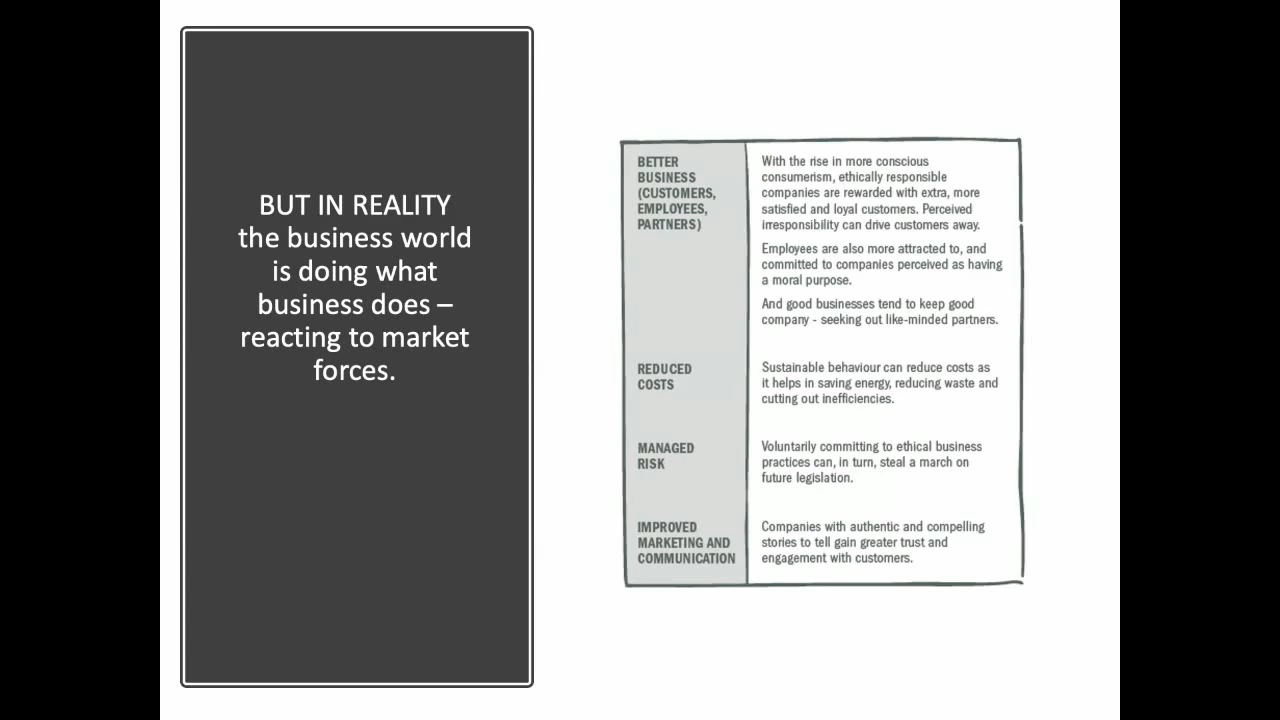 BUT IN REALITY
the business world
is doing what
business does –
reacting to market
forces.
BETTER
BUSINESS
(CUSTOMERS,
EMPLOYEES,
PARTNERS)
With the rise in more conscious
consumerism, ethically responsible
companies are rewarded with extra, more
satisfied and loyal customers. Perceived
irresponsibility can drive customers away.
Employees are also more attracted to, and
committed to companies perceived as having
a moral purpose.
And good businesses tend to keep good
company - seeking out like-minded partners.
REDUCED
COSTS
Sustainable behaviour can reduce costs as
it helps in saving energy, reducing waste and
cutting out inefficiencies.
MANAGED
RISK
Voluntarily committing to ethical business
practices can, in turn, steal a march on
future legislation.
IMPROVED
MARKETING AND
COMMUNICATION
Companies with authentic and compelling
stories to tell gain greater trust and
engagement with customers.